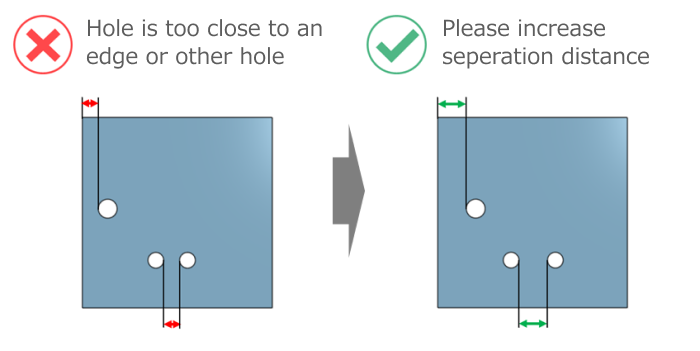 Hole is too close to an
edge or other hole
Please increase
seperation distance